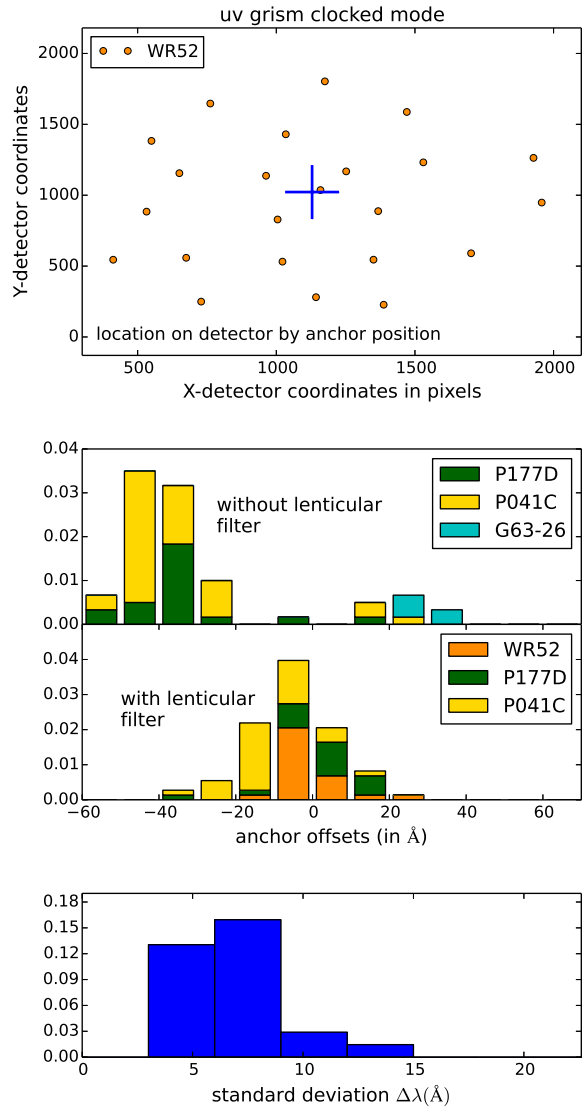 uv grism clocked mode
WR52
Y-detector coordinates
2000
1500
1000
500
0
location on detector by anchor position
500 1000 1500 2000
X-detector coordinates in pixels
0.04
0.03
0.02
0.01
0.00
without lenticular
filter
P177D
P041C
G63-26
0.04
0.03
0.02
0.01
0.00
with lenticular
filter
WR52
P177D
P041C
−60 −40 −20 0 20 40 60
anchor offsets (in Å)
0.18
0.15
0.12
0.09
0.06
0.03
0.00
0 5 10 15 20
standard deviation Δλ(Å)